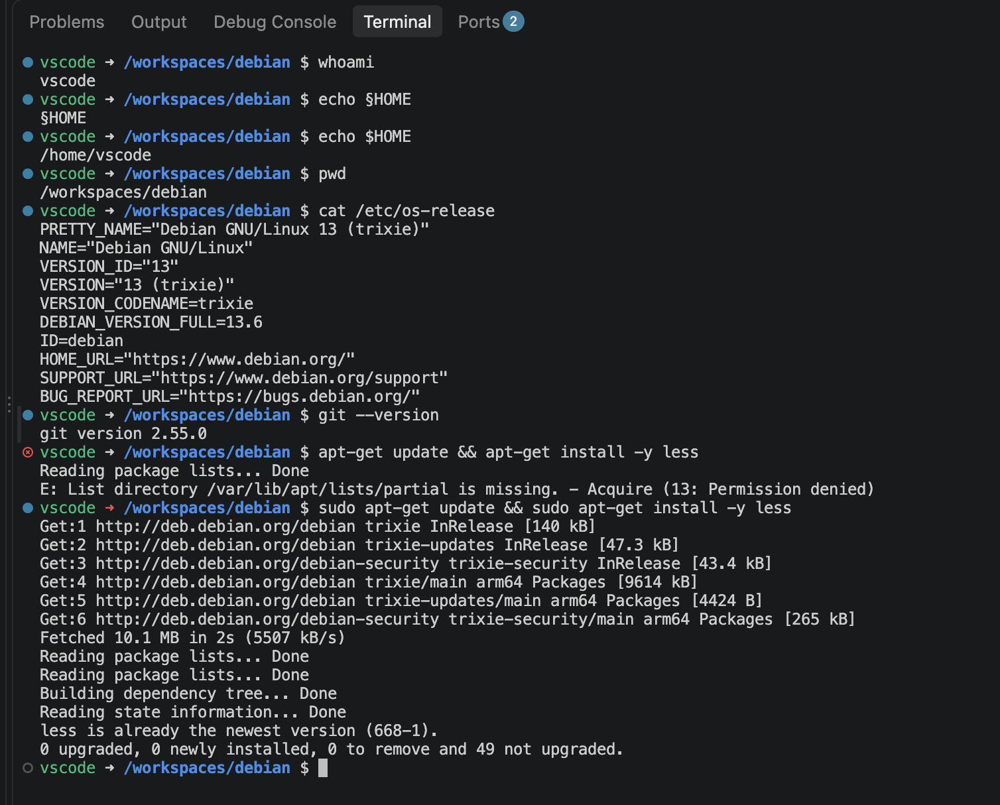 Problems Output Debug Console Terminal Ports 2
vscode ➜ /workspaces/debian $ whoami
vscode
vscode ➜ /workspaces/debian $ echo §HOME
§HOME
vscode ➜ /workspaces/debian $ echo $HOME
/home/vscode
vscode ➜ /workspaces/debian $ pwd
/workspaces/debian
vscode ➜ /workspaces/debian $ cat /etc/os-release
PRETTY_NAME="Debian GNU/Linux 13 (trixie)"
NAME="Debian GNU/Linux"
VERSION_ID="13"
VERSION="13 (trixie)"
VERSION_CODENAME=trixie
DEBIAN_VERSION_FULL=13.6
ID=debian
HOME_URL="https://www.debian.org/"
SUPPORT_URL="https://www.debian.org/support"
BUG_REPORT_URL="https://bugs.debian.org/"
vscode ➜ /workspaces/debian $ git --version
git version 2.55.0
vscode ➜ /workspaces/debian $ apt-get update && apt-get install -y less
Reading package lists... Done
E: List directory /var/lib/apt/lists/partial is missing. - Acquire (13: Permission denied)
vscode ➜ /workspaces/debian $ sudo apt-get update && sudo apt-get install -y less
Get:1 http://deb.debian.org/debian trixie InRelease [140 kB]
Get:2 http://deb.debian.org/debian trixie-updates InRelease [47.3 kB]
Get:3 http://deb.debian.org/debian-security trixie-security InRelease [43.4 kB]
Get:4 http://deb.debian.org/debian trixie/main arm64 Packages [9614 kB]
Get:5 http://deb.debian.org/debian trixie-updates/main arm64 Packages [4424 B]
Get:6 http://deb.debian.org/debian-security trixie-security/main arm64 Packages [265 kB]
Fetched 10.1 MB in 2s (5507 kB/s)
Reading package lists... Done
Reading package lists... Done
Building dependency tree... Done
Reading state information... Done
less is already the newest version (668-1).
0 upgraded, 0 newly installed, 0 to remove and 49 not upgraded.
vscode ➜ /workspaces/debian $